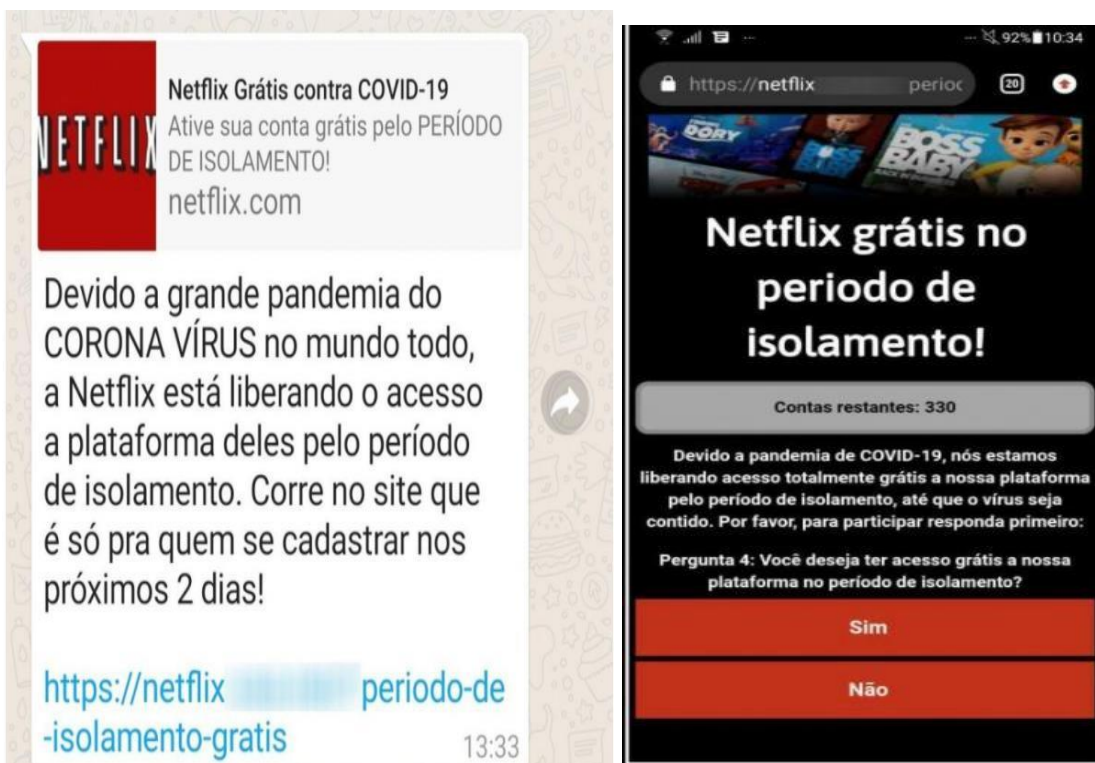 NETFLIX
Netflix Grátis contra COVID-19
Ative sua conta grátis pelo PERÍODO
DE ISOLAMENTO!
netflix.com
Devido a grande pandemia do
CORONA VÍRUS no mundo todo,
a Netflix está liberando o acesso
a plataforma deles pelo período
de isolamento. Corre no site que
é só pra quem se cadastrar nos
próximos 2 dias!
https://netflix periodo-de
-isolamento-gratis
13:33
92% 10:34
https://netflix perioc
20
DORY
BOSS
BABY
BOSS
BABY
Netflix grátis no
periodo de
isolamento!
Contas restantes: 330
Devido a pandemia de COVID-19, nós estamos
liberando acesso totalmente grátis a nossa plataforma
pelo período de isolamento, até que o vírus seja
contido. Por favor, para participar responda primeiro:
Pergunta 4: Você deseja ter acesso grátis a nossa
plataforma no período de isolamento?
Sim
Não